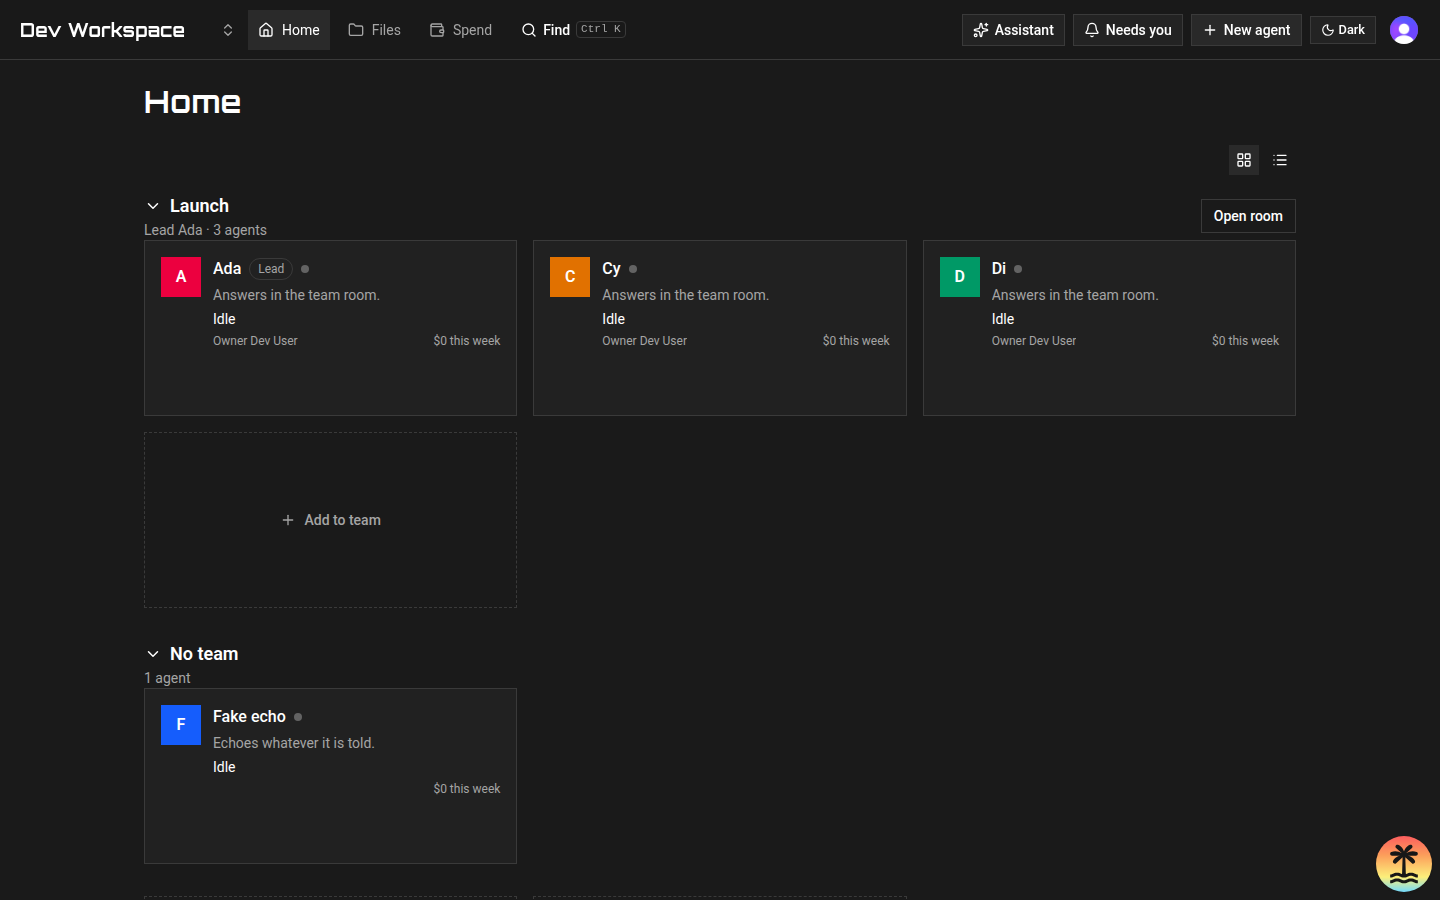 Dev Workspace
Home
Files
Spend
Find Ctrl K
Assistant
Needs you
New agent
Dark
Home
Launch
Lead Ada · 3 agents
Open room
A
Ada Lead
Answers in the team room.
Idle
Owner Dev User $0 this week
C
Cy
Answers in the team room.
Idle
Owner Dev User $0 this week
D
Di
Answers in the team room.
Idle
Owner Dev User $0 this week
Add to team
No team
1 agent
F
Fake echo
Echoes whatever it is told.
Idle
$0 this week